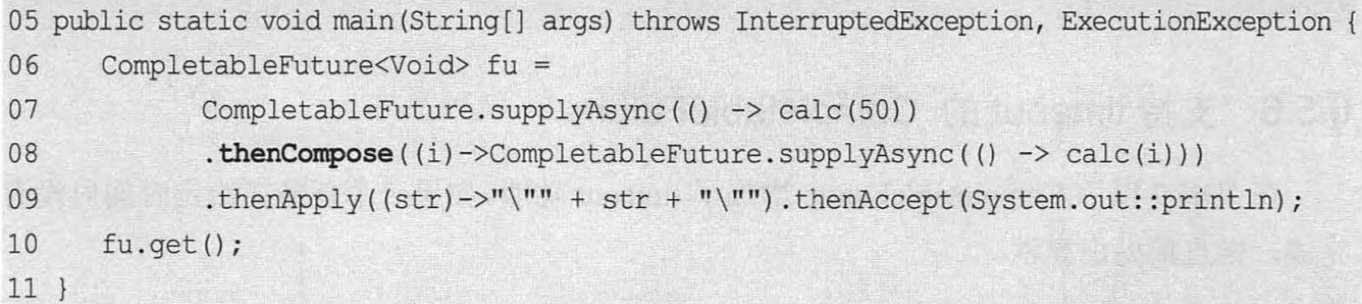 05 public static void main(String[] args) throws InterruptedException, ExecutionException {
06     CompletableFuture<Void> fu =
07             CompletableFuture.supplyAsync(() -> calc(50))
08             .thenCompose((i)->CompletableFuture.supplyAsync(() -> calc(i)))
09             .thenApply((str)->"\"" + str + "\"").thenAccept(System.out::println);
10     fu.get();
11 }